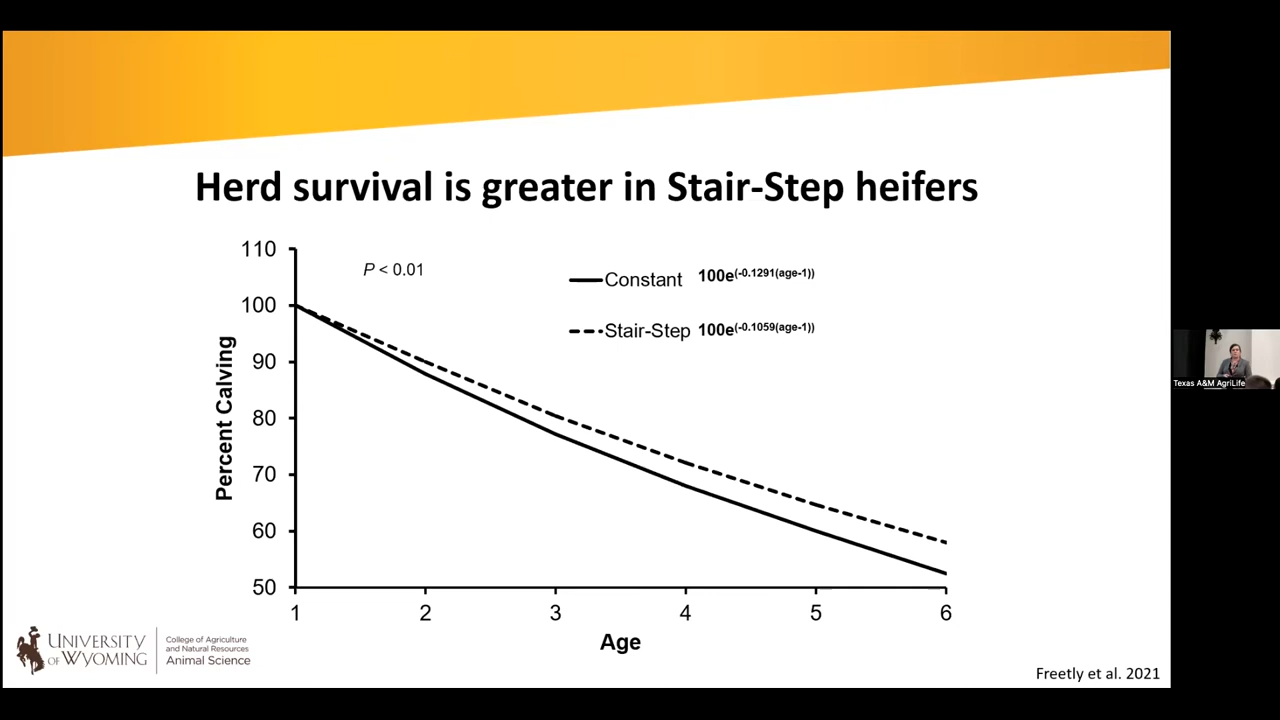 Herd survival is greater in Stair-Step heifers
110
100
90
80
70
60
50
Percent Calving
P < 0.01
Constant 100e(-0.1291(age-1))
Stair-Step 100e(-0.1059(age-1))
1 2 3 4 5 6
Age
UNIVERSITY
OF WYOMING
College of Agriculture
and Natural Resources
Animal Science
Freetly et al. 2021
Texas A&M AgriLife